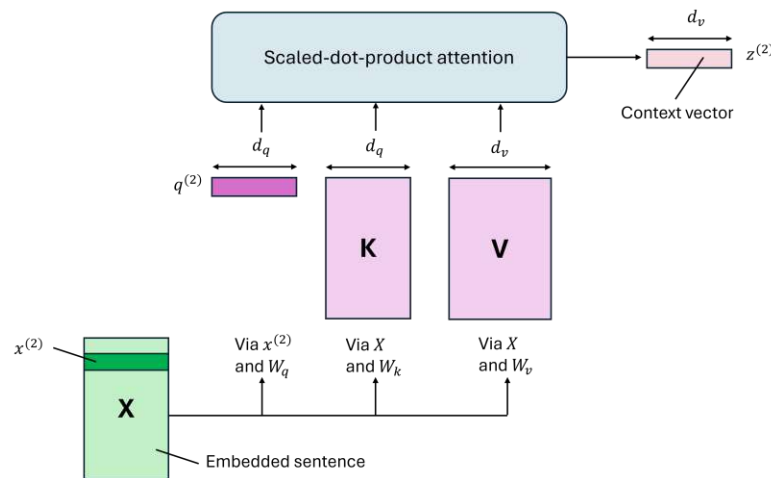 Scaled-dot-product attention
d_v
z^{(2)}
Context vector
d_q
d_q
d_v
q^{(2)}
K
V
x^{(2)}
X
Via x^{(2)}
and W_q
Via X
and W_k
Via X
and W_v
Embedded sentence